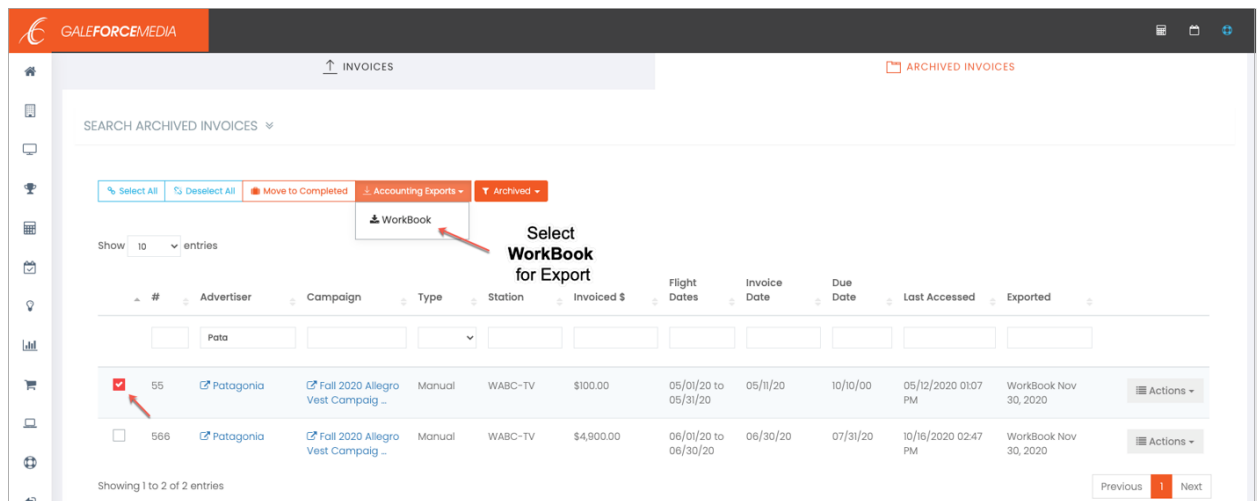 GALEFORCEMEDIA
INVOICES
ARCHIVED INVOICES
SEARCH ARCHIVED INVOICES
Select All
Deselect All
Move to Completed
Accounting Exports
Archived
WorkBook
Select
WorkBook
for Export
Show 10 entries
# Advertiser Campaign Type Station Invoiced $ Flight Dates Invoice Date Due Date Last Accessed Exported
Pata
55 Patagonia Fall 2020 Allegro Manual WABC-TV $100.00 05/01/20 to 05/11/20 10/10/00 05/12/2020 01:07 WorkBook Nov Actions
Vest Campaig ... 05/31/20 PM 30, 2020
566 Patagonia Fall 2020 Allegro Manual WABC-TV $4,900.00 06/01/20 to 06/30/20 07/31/20 10/16/2020 02:47 WorkBook Nov Actions
Vest Campaig ... 06/30/20 PM 30, 2020
Showing 1 to 2 of 2 entries
Previous 1 Next